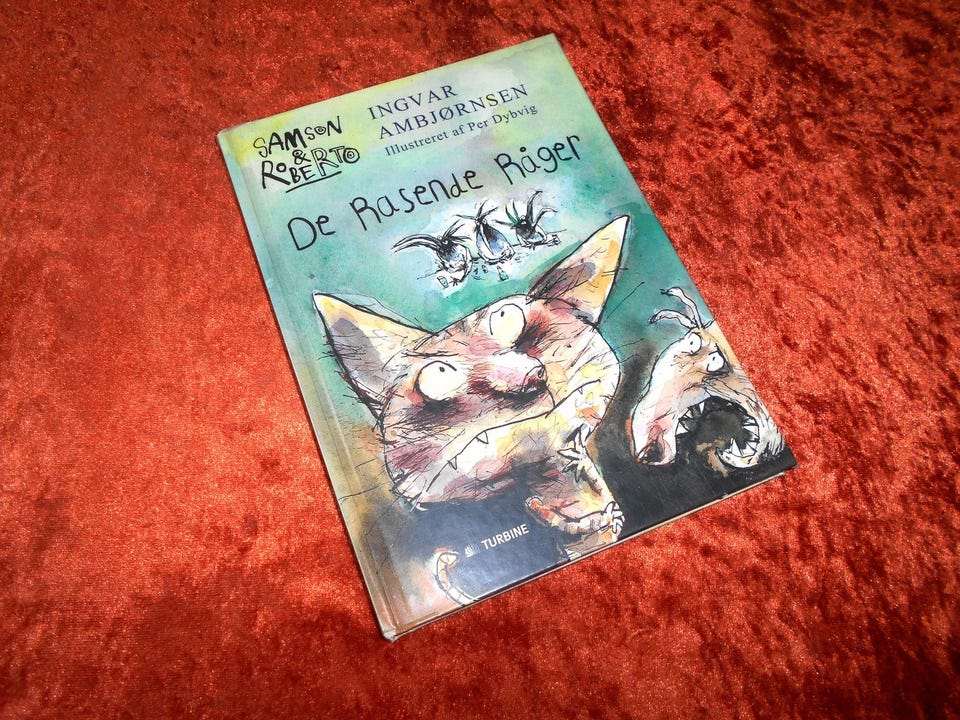 SAMSON
&
ROBERTO
INGVAR
AMBJØRNSEN
Illustreret af Per Dybvig
De Rasende Råger
TURBINE